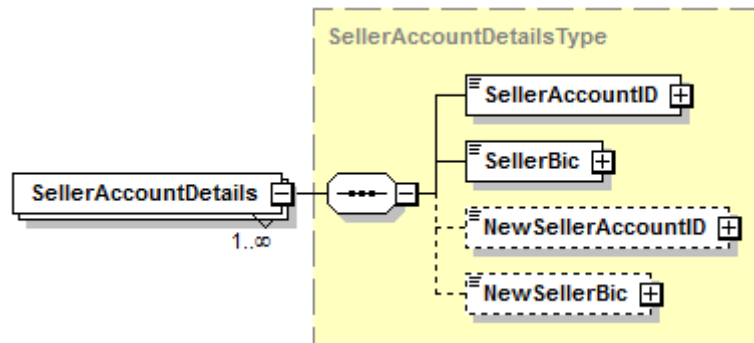 SellerAccountDetailsType
SellerAccountID
SellerBic
SellerAccountDetails
1..∞
NewSellerAccountID
NewSellerBic